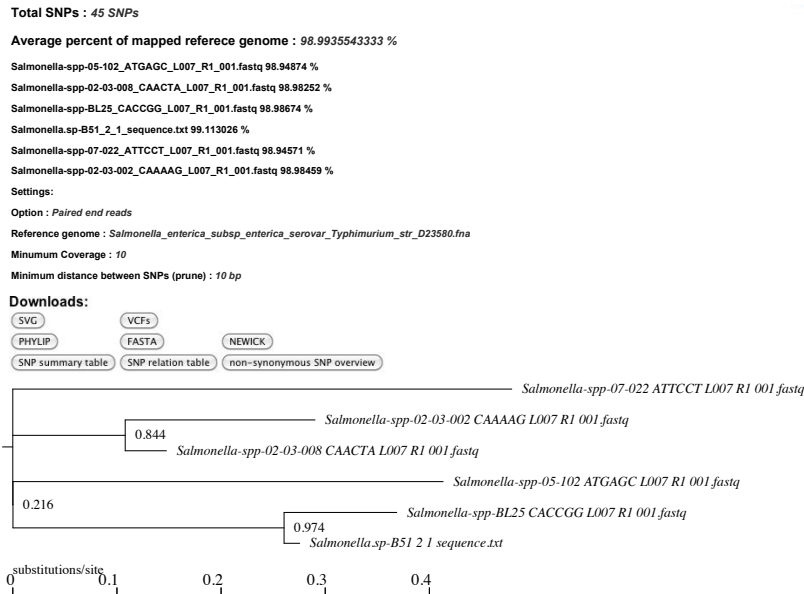 Total SNPs : 45 SNPs
Average percent of mapped referece genome : 98.9935543333 %
Salmonella-spp-05-102_ATGAGC_L007_R1_001.fastq 98.94874 %
Salmonella-spp-02-03-008_CAACTA_L007_R1_001.fastq 98.98252 %
Salmonella-spp-BL25_CACCGG_L007_R1_001.fastq 98.98674 %
Salmonella.sp-B51_2_1_sequence.txt 99.113026 %
Salmonella-spp-07-022_ATTCCT_L007_R1_001.fastq 98.94571 %
Salmonella-spp-02-03-002_CAAAAG_L007_R1_001.fastq 98.98459 %
Settings:
Option : Paired end reads
Reference genome : Salmonella_enterica_subsp_enterica_serovar_Typhimurium_str_D23580.fna
Minumum Coverage : 10
Minimum distance between SNPs (prune) : 10 bp
Downloads:
SVG VCFs
PHYLIP FASTA NEWICK
SNP summary table SNP relation table non-synonymous SNP overview
Salmonella-spp-07-022 ATTCCT L007 R1 001.fastq
Salmonella-spp-02-03-002 CAAAAG L007 R1 001.fastq
0.844
Salmonella-spp-02-03-008 CAACTA L007 R1 001.fastq
Salmonella-spp-05-102 ATGAGC L007 R1 001.fastq
0.216
Salmonella-spp-BL25 CACCGG L007 R1 001.fastq
0.974
Salmonella.sp-B51 2 1 sequence.txt
substitutions/site
0 0.1 0.2 0.3 0.4